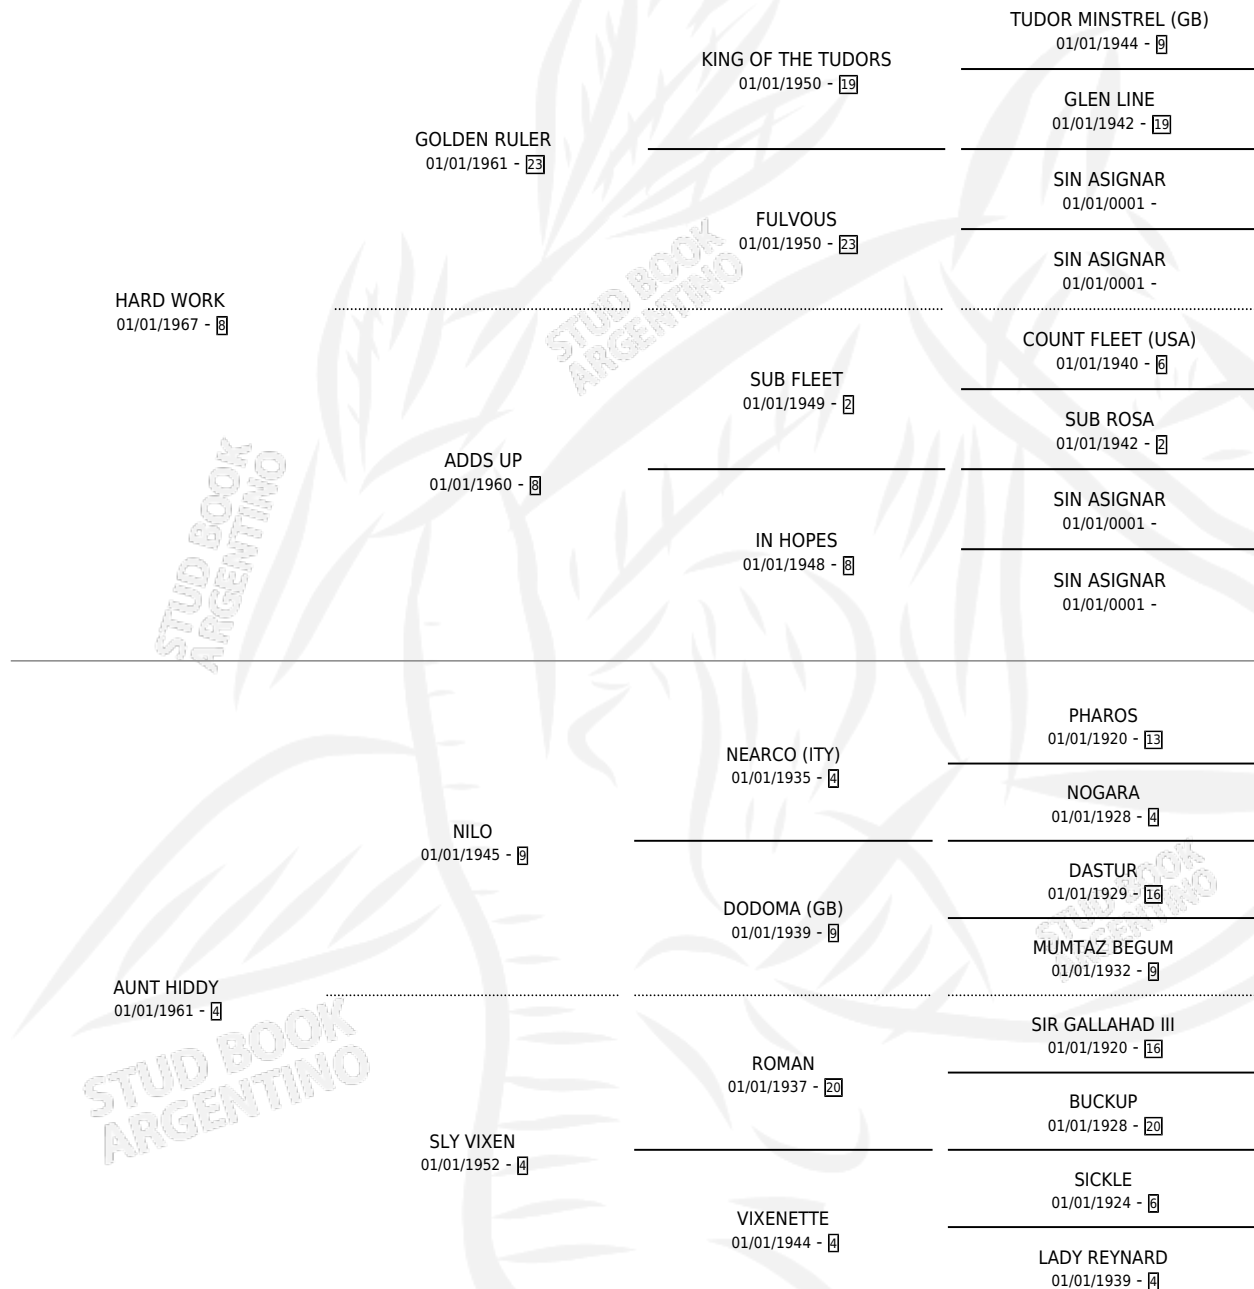 TUDOR MINSTREL (GB)
01/01/1944 - 9
KING OF THE TUDORS
01/01/1950 - 19
GLEN LINE
01/01/1942 - 19
GOLDEN RULER
01/01/1961 - 23
SIN ASIGNAR
01/01/0001 -
FULVOUS
01/01/1950 - 23
SIN ASIGNAR
01/01/0001 -
HARD WORK
01/01/1967 - 8
COUNT FLEET (USA)
01/01/1940 - 6
SUB FLEET
01/01/1949 - 2
SUB ROSA
01/01/1942 - 2
ADDS UP
01/01/1960 - 8
SIN ASIGNAR
01/01/0001 -
IN HOPES
01/01/1948 - 8
SIN ASIGNAR
01/01/0001 -
PHAROS
01/01/1920 - 13
NEARCO (ITY)
01/01/1935 - 4
NOGARA
01/01/1928 - 4
NILO
01/01/1945 - 9
DASTUR
01/01/1929 - 16
DODOMA (GB)
01/01/1939 - 9
MUMTAZ BEGUM
01/01/1932 - 9
AUNT HIDDY
01/01/1961 - 4
SIR GALLAHAD III
01/01/1920 - 16
ROMAN
01/01/1937 - 20
BUCKUP
01/01/1928 - 20
SLY VIXEN
01/01/1952 - 4
SICKLE
01/01/1924 - 6
VIXENETTE
01/01/1944 - 4
LADY REYNARD
01/01/1939 - 4
STUD BOOK
ARGENTINO
STUD BOOK
ARGENTINO
STUD BOOK
ARGENTINO
STUD BOOK
ARGENTINO